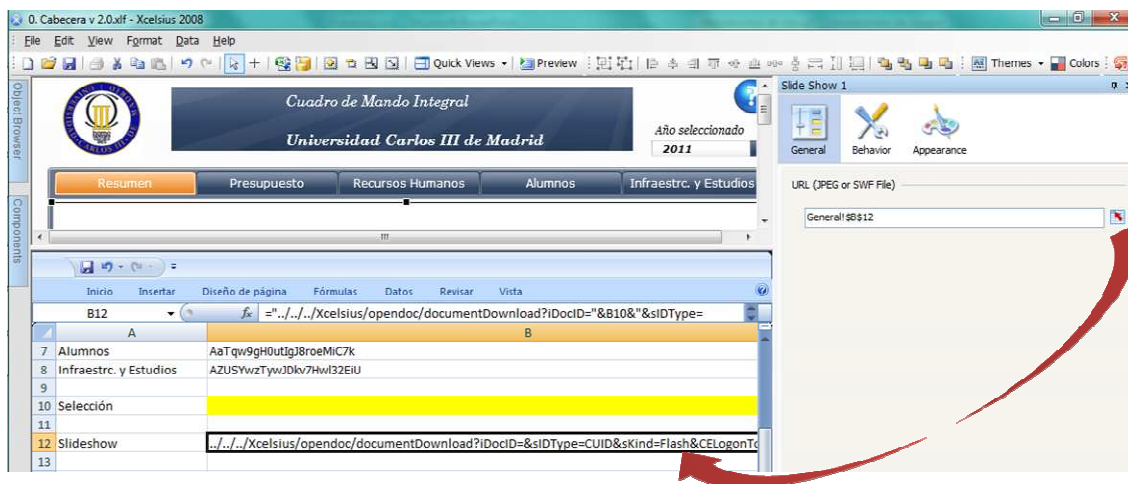 0. Cabecera v 2.0.xlf - Xcelsius 2008
File Edit View Format Data Help
Quick Views Preview Themes Colors
Object Browser
Components
Cuadro de Mando Integral
Universidad Carlos III de Madrid
Año seleccionado
2011
Resumen Presupuesto Recursos Humanos Alumnos Infraestrc. y Estudios
Slide Show 1
General Behavior Appearance
URL (JPEG or SWF File)
General!$B$12
Inicio Insertar Diseño de página Fórmulas Datos Revisar Vista
B12 fx ="../../../Xcelsius/opendoc/documentDownload?iDocID="&B10&"&sIDType=
A B
7 Alumnos AaTqw9gH0utIgJ8roeMiC7k
8 Infraestrc. y Estudios AZUSYwzTywJDkv7Hwl32EiU
9
10 Selección
11
12 Slideshow ../../../Xcelsius/opendoc/documentDownload?iDocID=&sIDType=CUID&sKind=Flash&CELogonTo
13